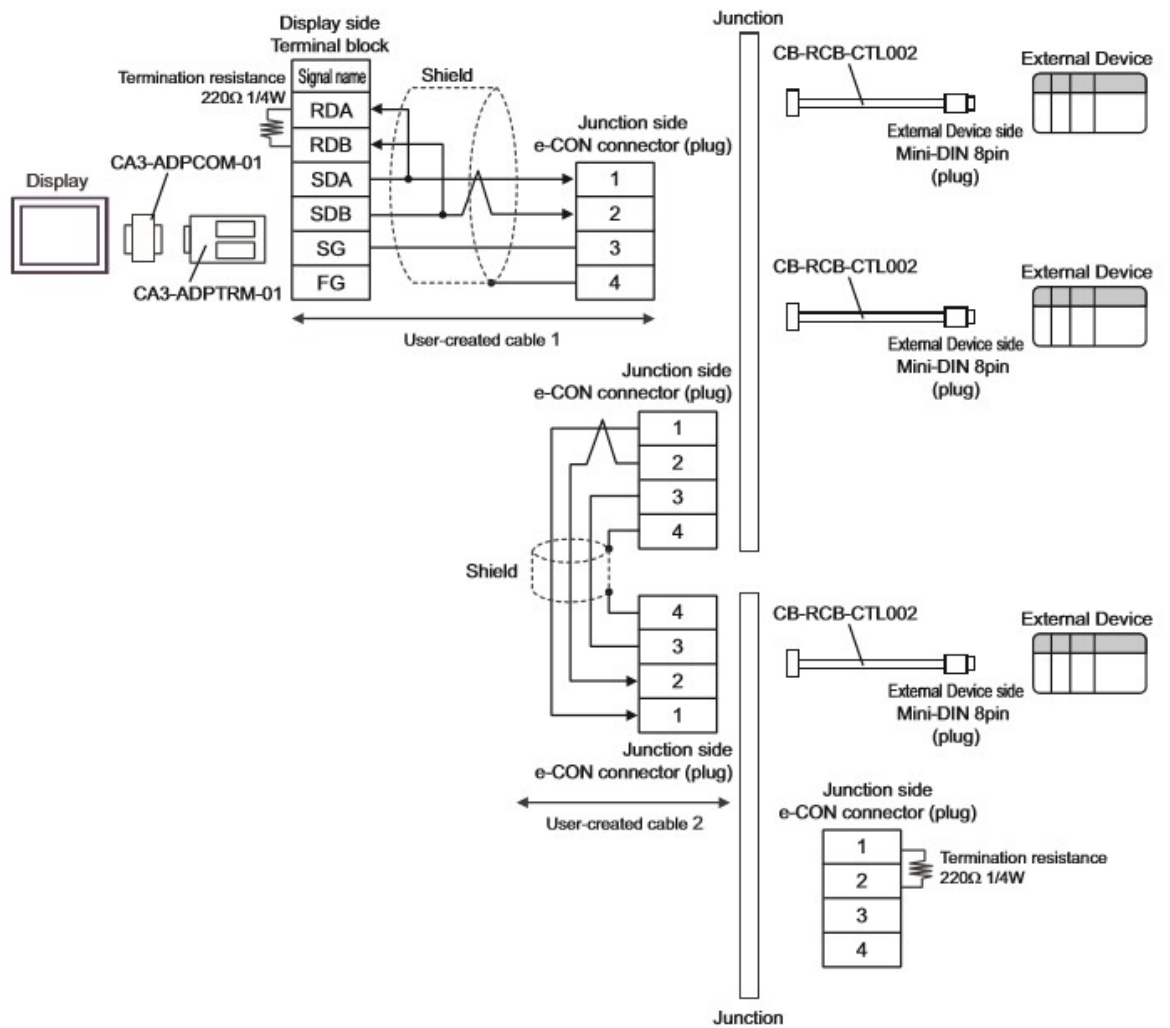 Junction
Display side
Terminal block
Signal name
RDA
RDB
SDA
SDB
SG
FG
Termination resistance
220Ω 1/4W
Shield
Junction side
e-CON connector (plug)
1
2
3
4
Display
CA3-ADPCOM-01
CA3-ADPTRM-01
User-created cable 1
CB-RCB-CTL002
External Device
External Device side
Mini-DIN 8pin
(plug)
CB-RCB-CTL002
External Device
External Device side
Mini-DIN 8pin
(plug)
Junction side
e-CON connector (plug)
1
2
3
4
Shield
4
3
2
1
Junction side
e-CON connector (plug)
User-created cable 2
CB-RCB-CTL002
External Device
External Device side
Mini-DIN 8pin
(plug)
Junction side
e-CON connector (plug)
1
2
3
4
Termination resistance
220Ω 1/4W
Junction